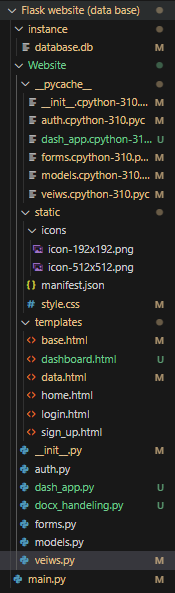 Flask website (data base)
instance
database.db M
Website
__pycache__
__init__.cpython-310.... M
auth.cpython-310.pyc M
dash_app.cpython-31... U
forms.cpython-310.p... M
models.cpython-310.... M
veiws.cpython-310.pyc M
static
icons
icon-192x192.png
icon-512x512.png
{} manifest.json
# style.css M
templates
<> base.html M
<> dashboard.html U
<> data.html M
<> home.html
<> login.html
<> sign_up.html
__init__.py M
auth.py
dash_app.py U
docx_handeling.py U
forms.py
models.py
veiws.py M
main.py M